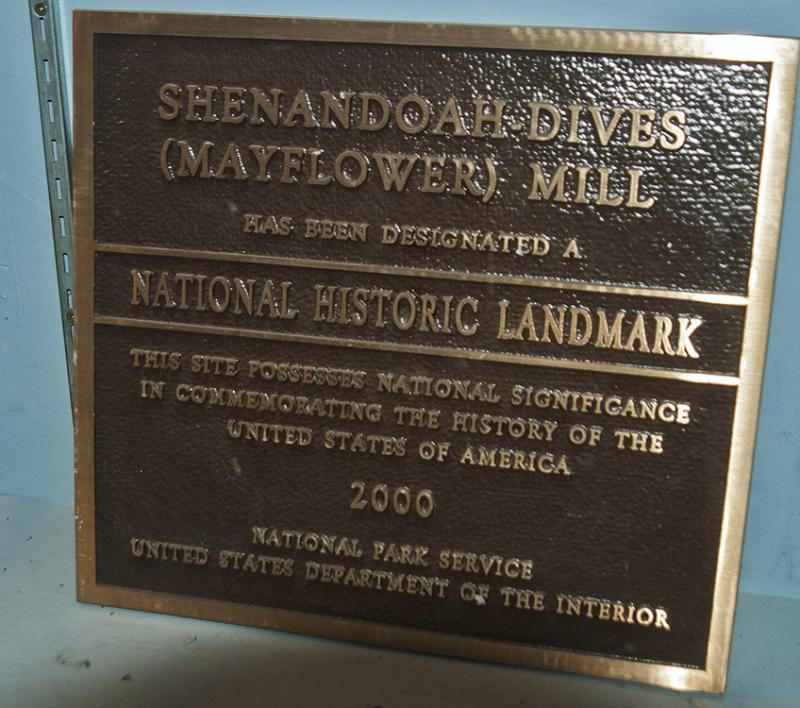 SHENANDOAH-DIVES
(MAYFLOWER) MILL
HAS BEEN DESIGNATED A
NATIONAL HISTORIC LANDMARK
THIS SITE POSSESSES NATIONAL SIGNIFICANCE
IN COMMEMORATING THE HISTORY OF THE
UNITED STATES OF AMERICA
2000
NATIONAL PARK SERVICE
UNITED STATES DEPARTMENT OF THE INTERIOR